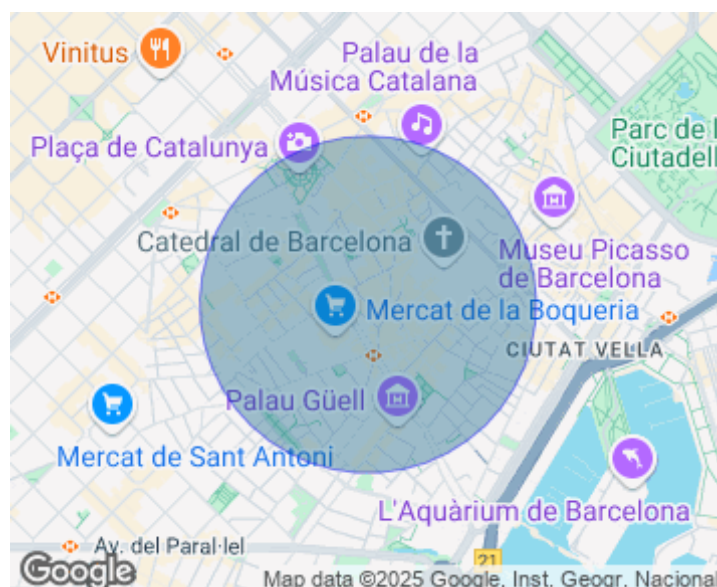 Vinitus
Palau de la
Música Catalana
Plaça de Catalunya
Parc de l
Ciutadell
Catedral de Barcelona
Museu Picasso
de Barcelona
Mercat de la Boqueria
CIUTAT VELLA
Palau Güell
Mercat de Sant Antoni
L'Aquàrium de Barcelona
Av. del Paral·lel
21
Google
Map data ©2025 Google, Inst. Geogr. Nacional